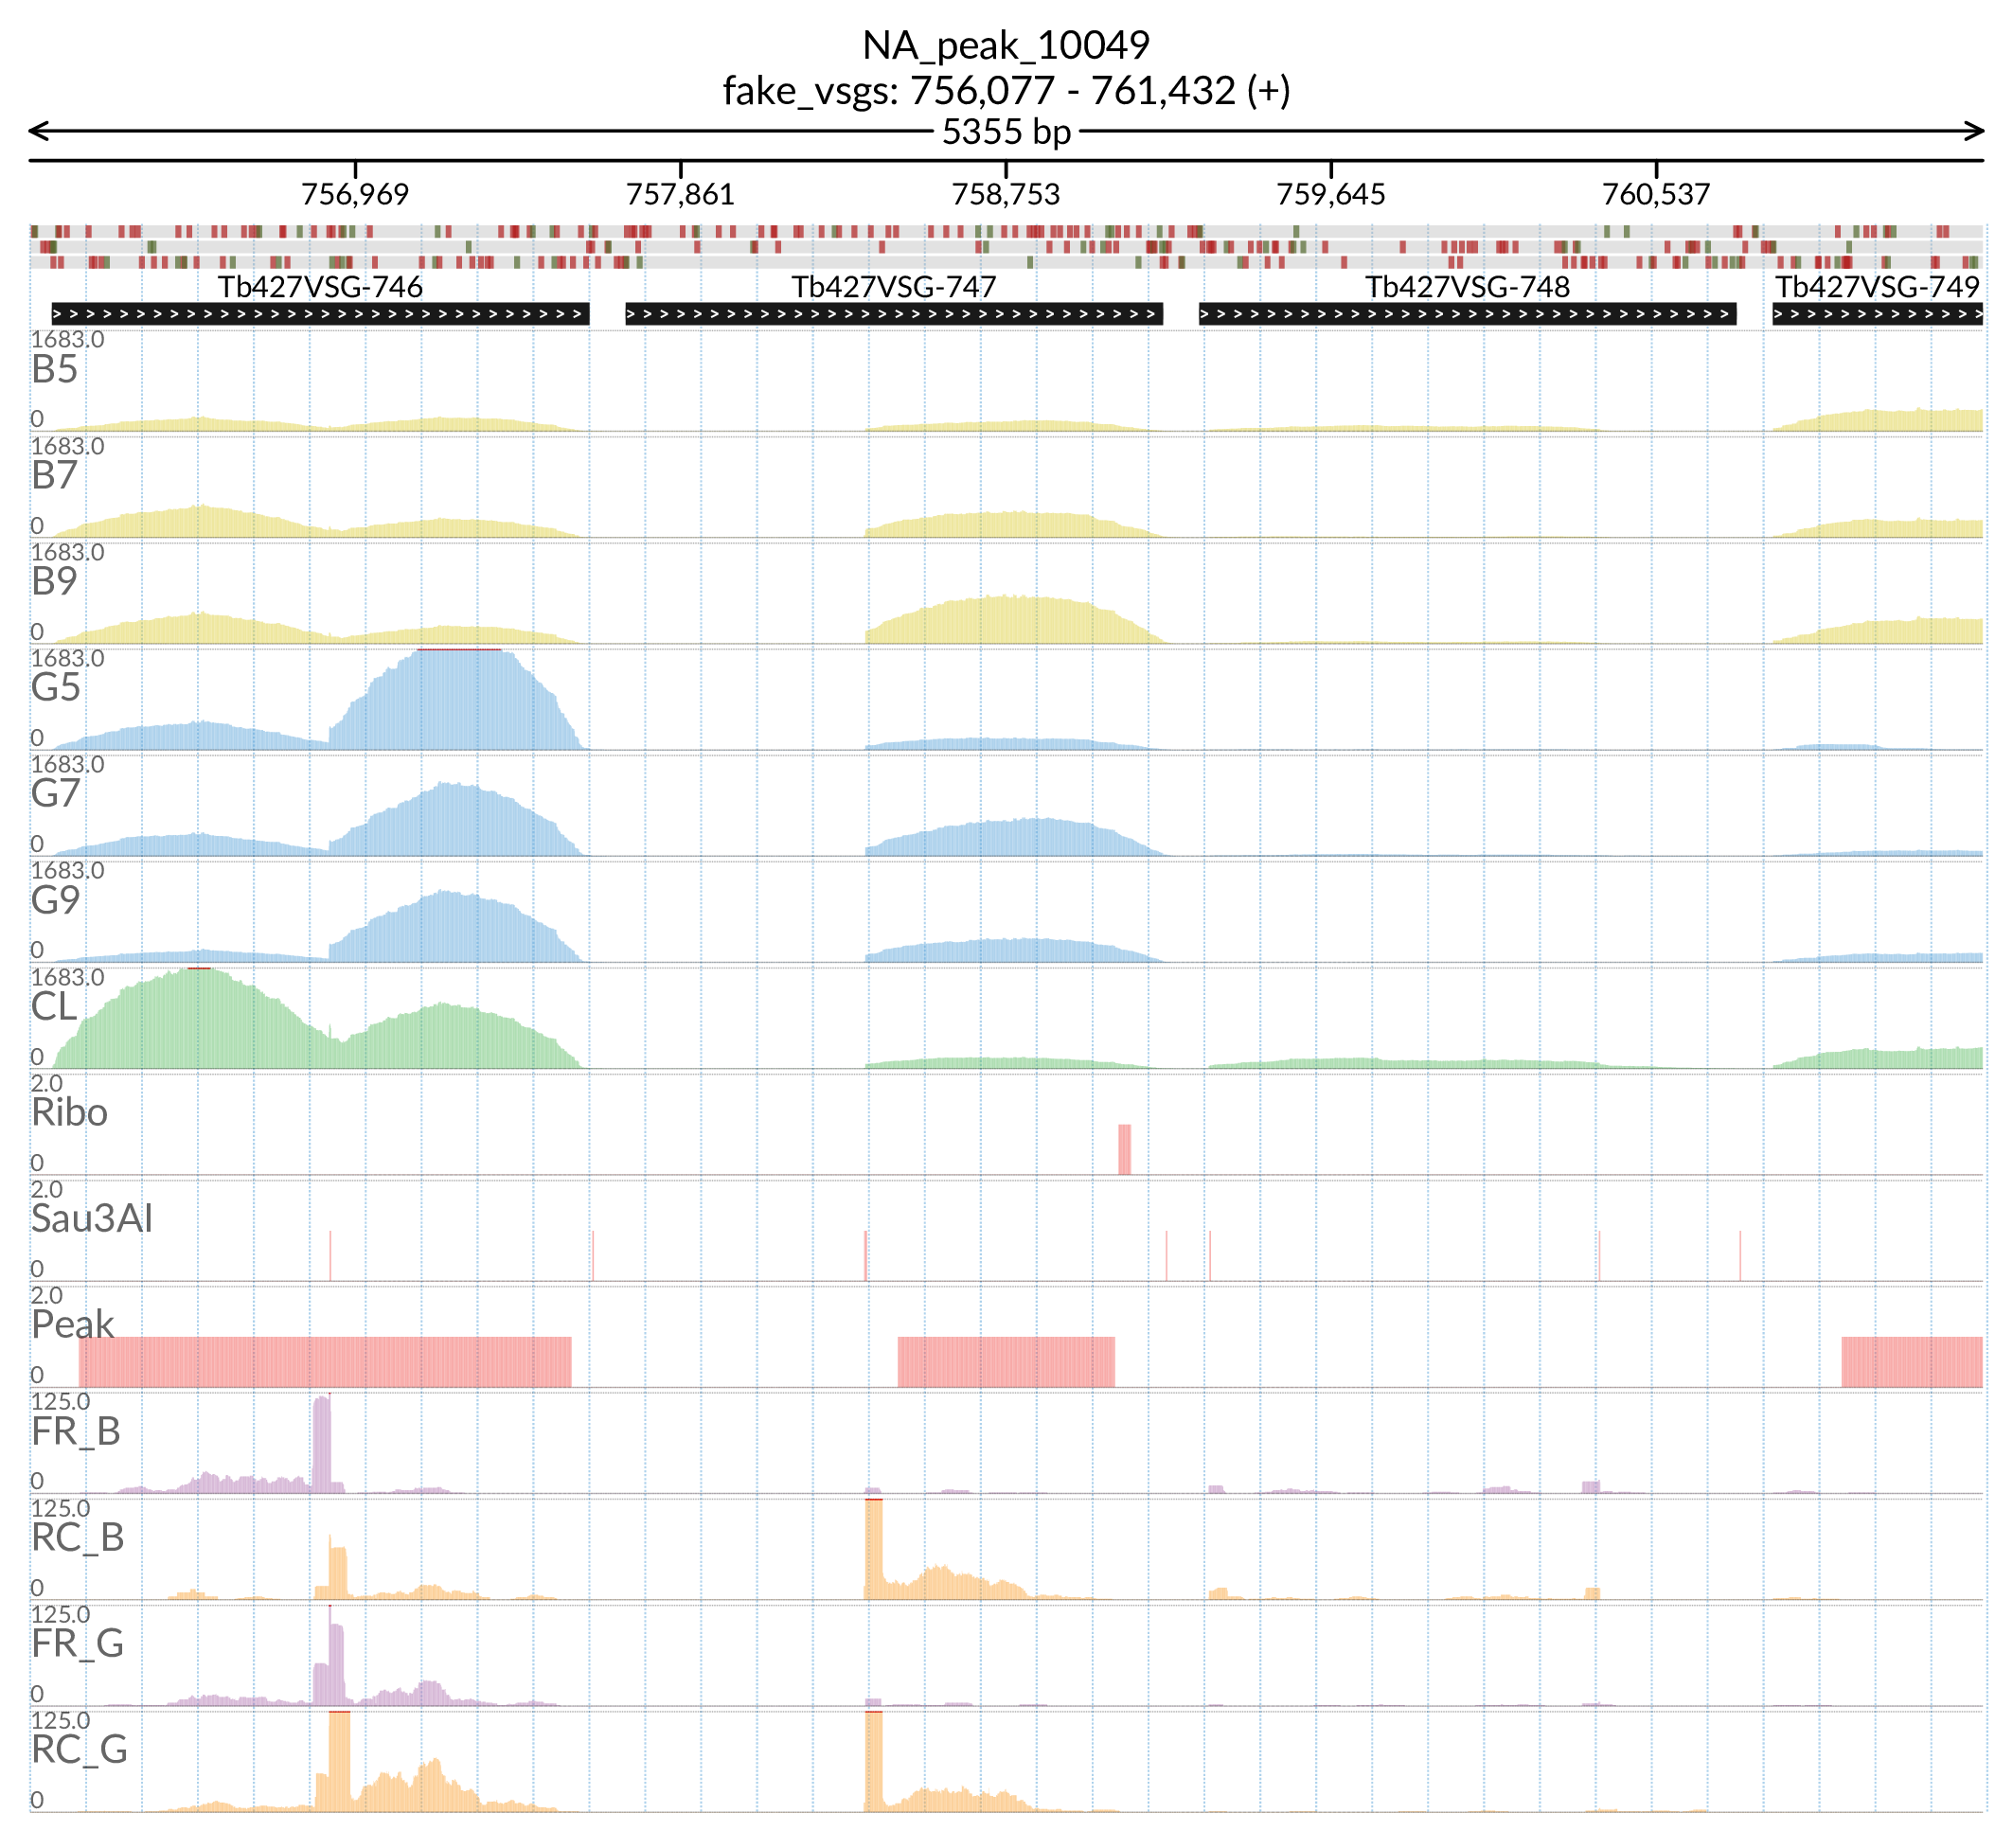 NA_peak_10049
fake_vsgs: 756,077 - 761,432 (+)
5355 bp
756,969 757,861 758,753 759,645 760,537
Tb427VSG-746 Tb427VSG-747 Tb427VSG-748 Tb427VSG-749
1683.0
B5
0
1683.0
B7
0
1683.0
B9
0
1683.0
G5
0
1683.0
G7
0
1683.0
G9
0
1683.0
CL
0
2.0
Ribo
0
2.0
Sau3AI
0
2.0
Peak
0
125.0
FR_B
0
125.0
RC_B
0
125.0
FR_G
0
125.0
RC_G
0